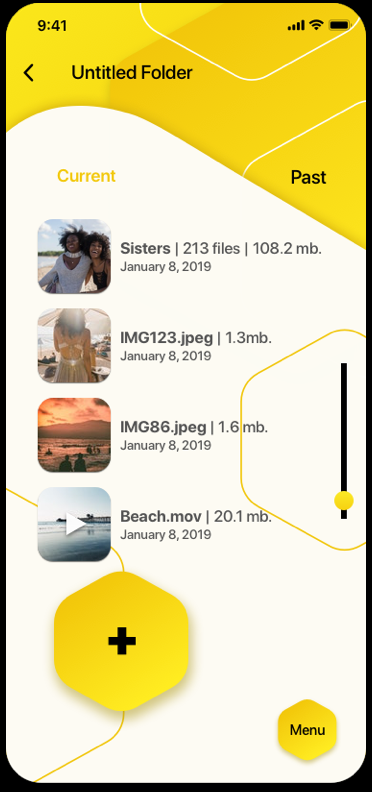 9:41
Untitled Folder
Current
Past
Sisters | 213 files | 108.2 mb.
January 8, 2019
IMG123.jpeg | 1.3mb.
January 8, 2019
IMG86.jpeg | 1.6 mb.
January 8, 2019
Beach.mov | 20.1 mb.
January 8, 2019
Menu